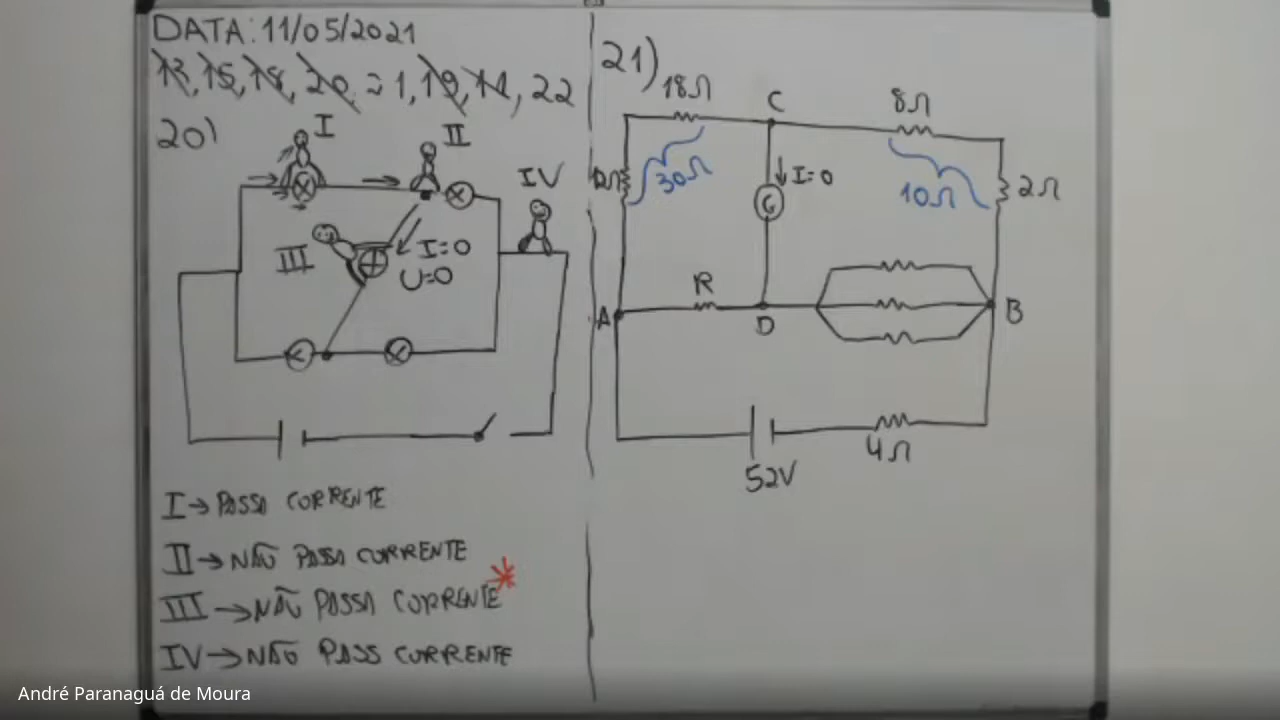 DATA: 11/05/2021
13, 15, 18, 20 = 1, 19, 14, 22
20)
I
II
IV
III
I=0
U=0
I → PASSA CORRENTE
II → NÃO PASSA CORRENTE
III → NÃO PASSA CORRENTE *
IV → NÃO PASS CORRENTE
21)
18Ω
C
8Ω
12Ω
30Ω
I=0
G
10Ω
2Ω
R
A
D
B
52V
4Ω
André Paranaguá de Moura